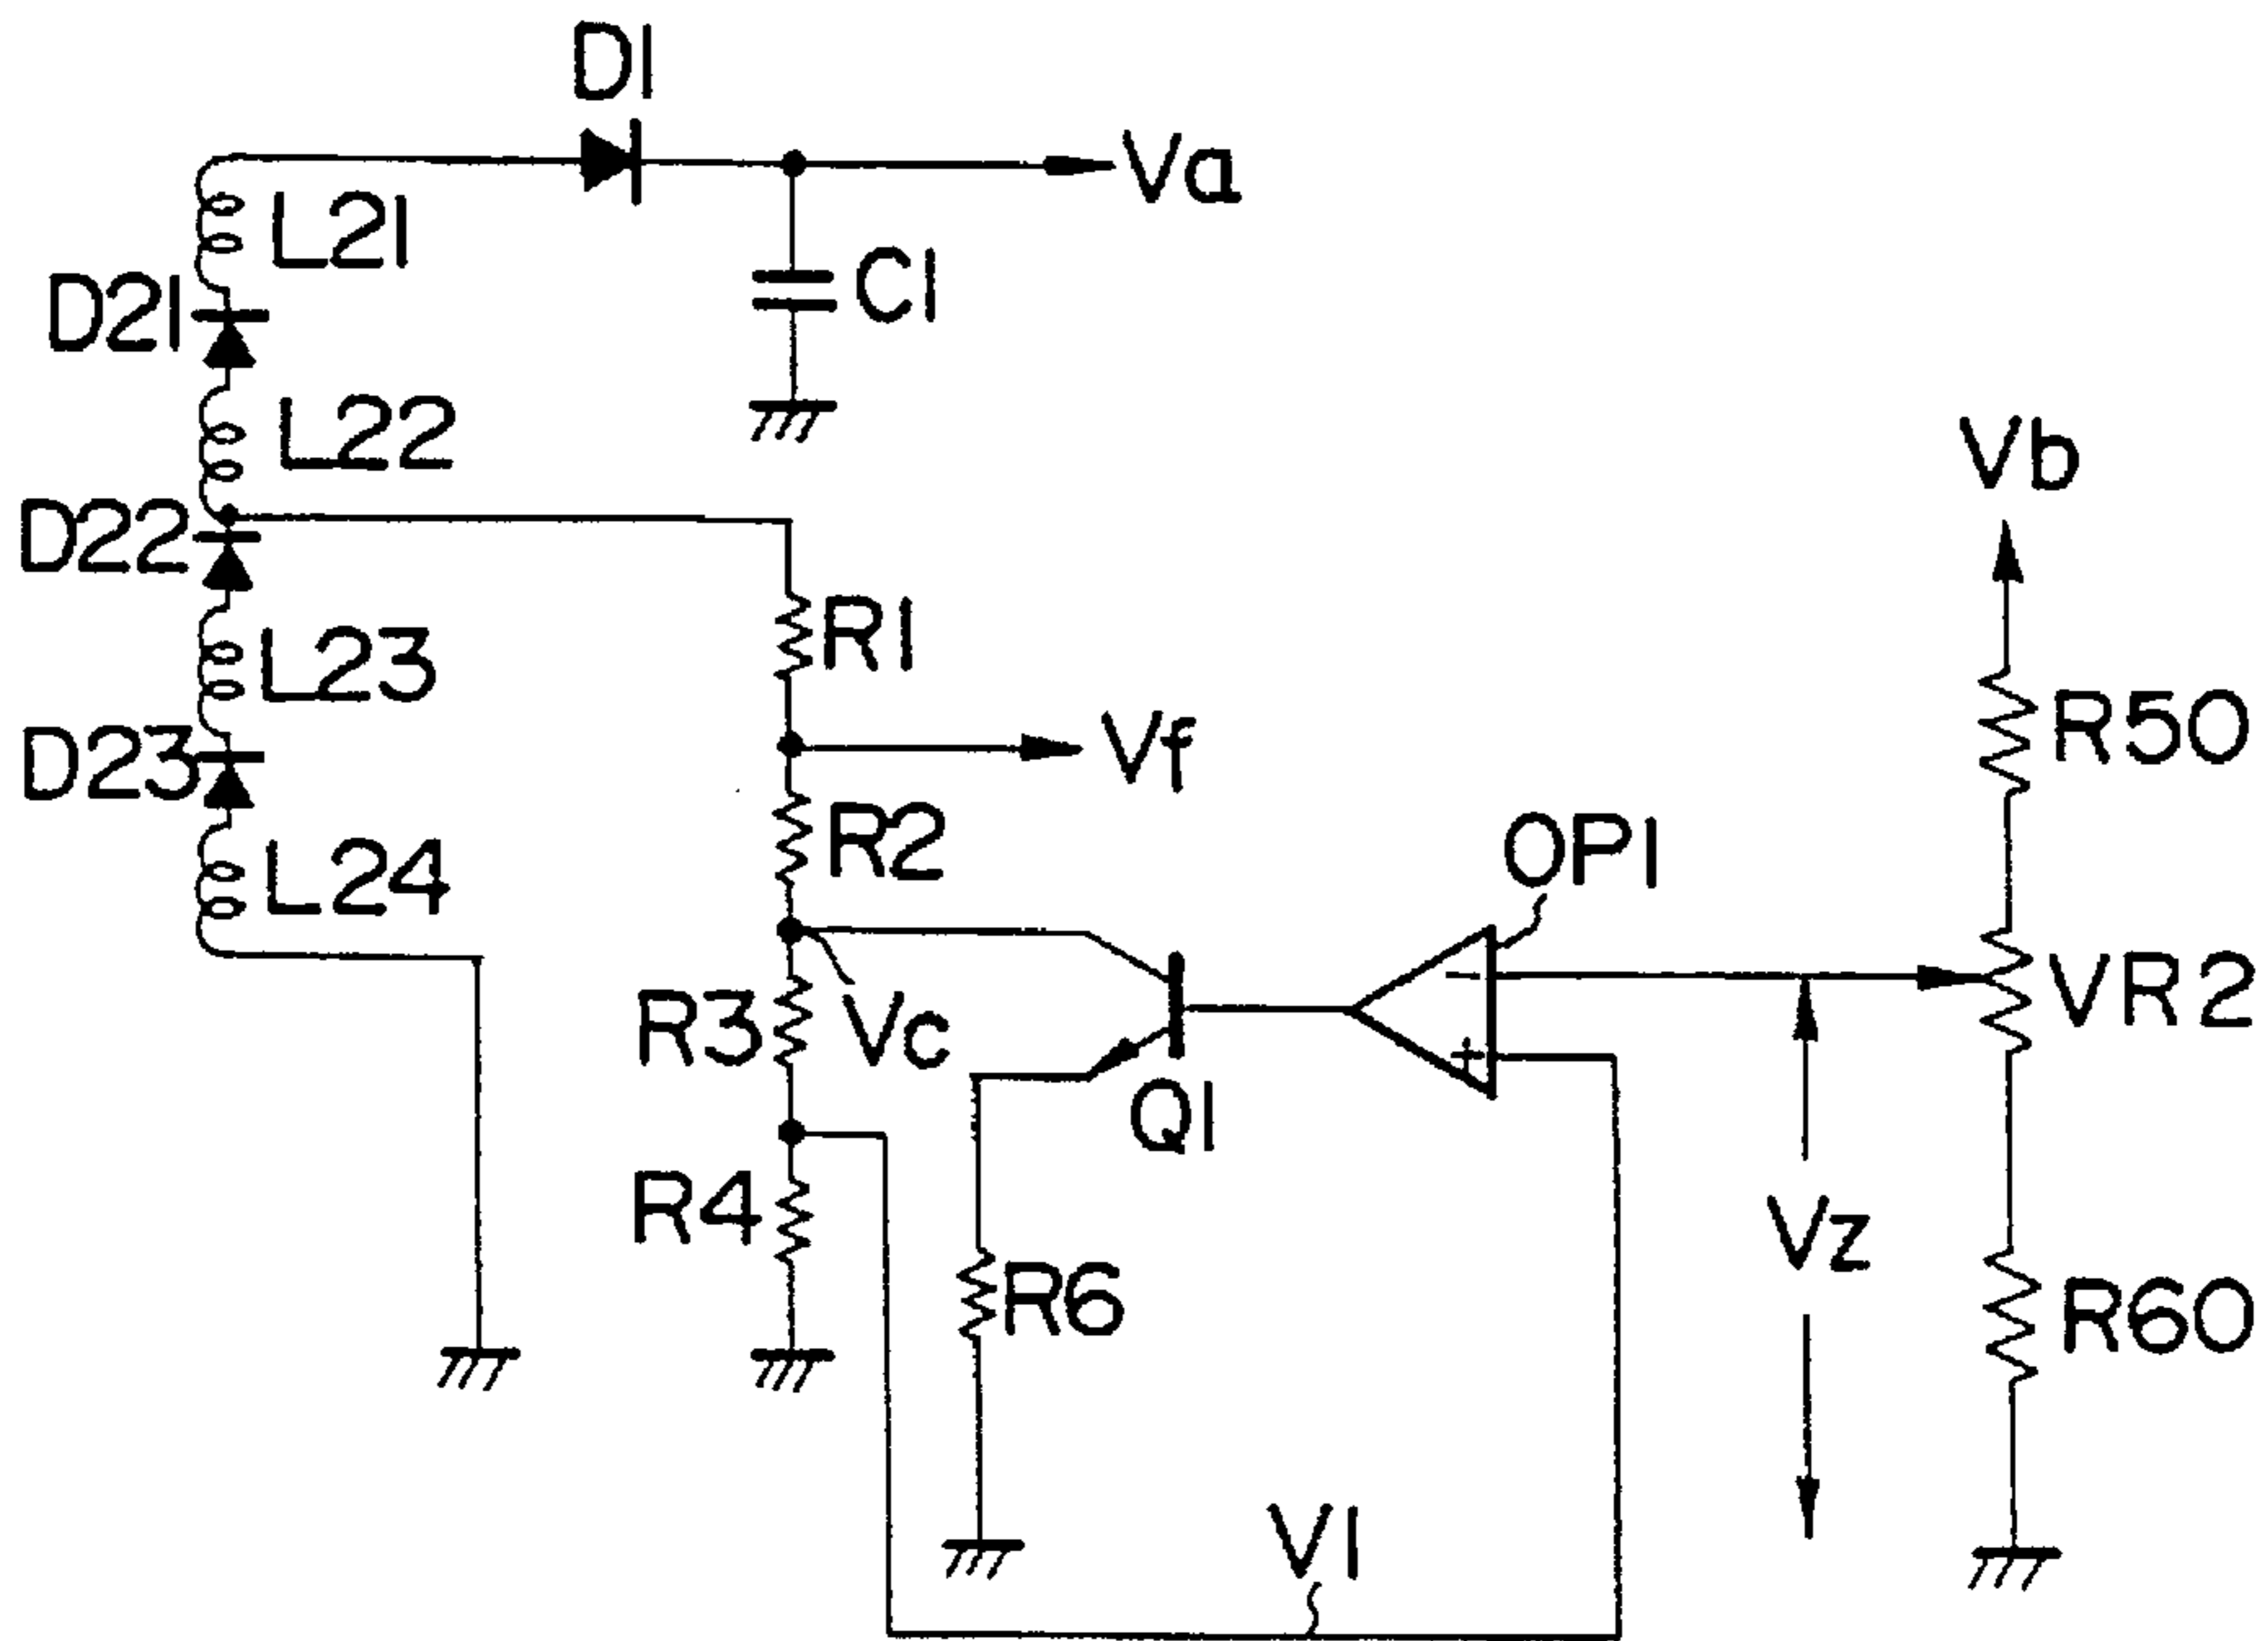 D1
Va
L21
C1
D21
L22
Vb
D22
R1
L23
R50
Vf
D23
R2
OP1
L24
−
VR2
R3
Vc
+
Q1
R4
Vz
R6
R60
V1